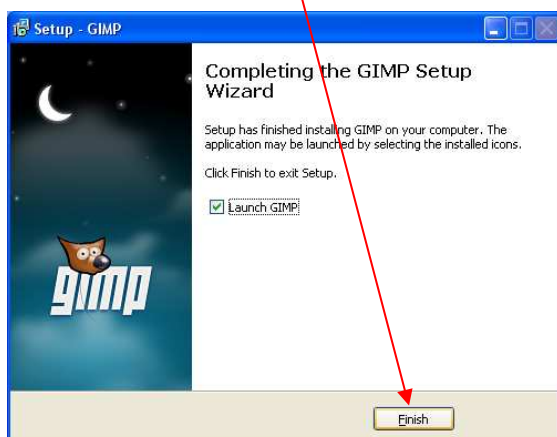 Setup - GIMP
Completing the GIMP Setup
Wizard
Setup has finished installing GIMP on your computer. The
application may be launched by selecting the installed icons.
Click Finish to exit Setup.
Launch GIMP
gimp
Finish